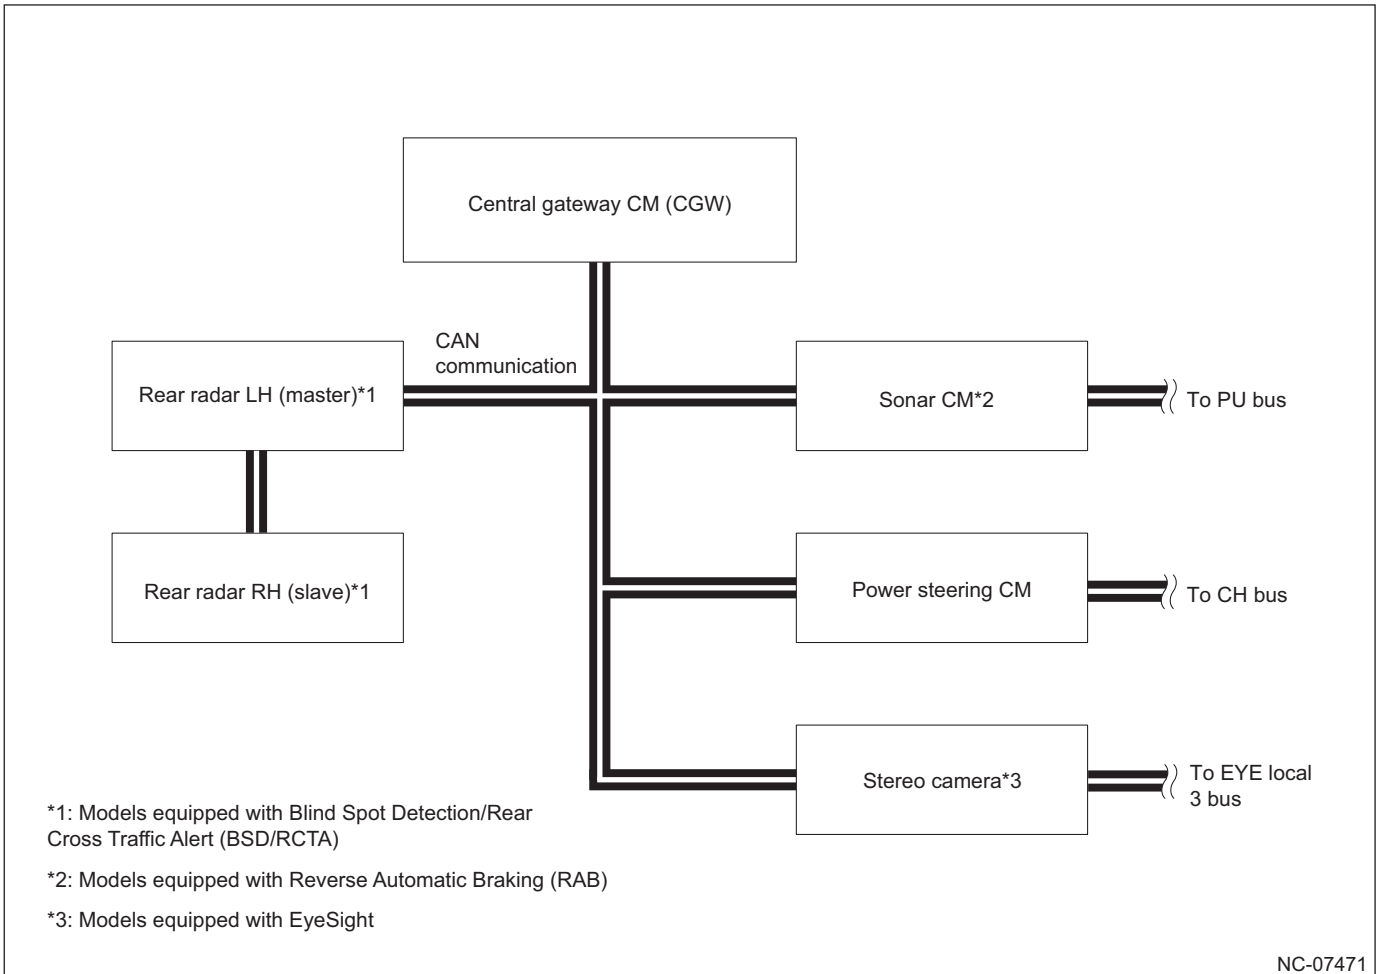 Central gateway CM (CGW)
CAN
communication
Rear radar LH (master)*1
Sonar CM*2
To PU bus
Rear radar RH (slave)*1
Power steering CM
To CH bus
Stereo camera*3
To EYE local
3 bus
*1: Models equipped with Blind Spot Detection/Rear
Cross Traffic Alert (BSD/RCTA)
*2: Models equipped with Reverse Automatic Braking (RAB)
*3: Models equipped with EyeSight
NC-07471